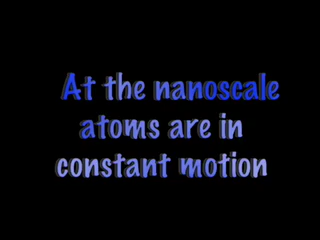 At the nanoscale
atoms are in
constant motion